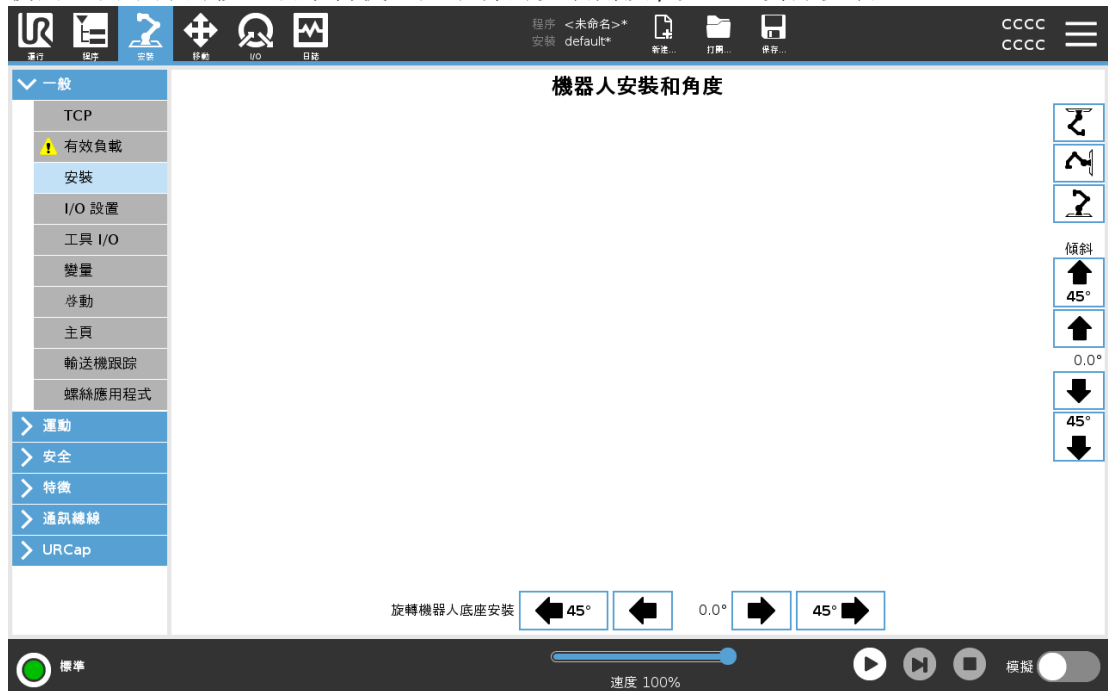 程序 <未命名>*
安裝 default*
運行
程序
安裝
移動
I/O
日誌
新建...
打開...
保存...
cccc
cccc
一般
TCP
有效負載
安裝
I/O 設置
工具 I/O
變量
啓動
主頁
輸送機跟踪
螺絲應用程式
運動
安全
特徵
通訊總線
URCap
機器人安裝和角度
傾斜
45°
0.0°
45°
旋轉機器人底座安裝
45°
0.0°
45°
標準
速度 100%
模擬